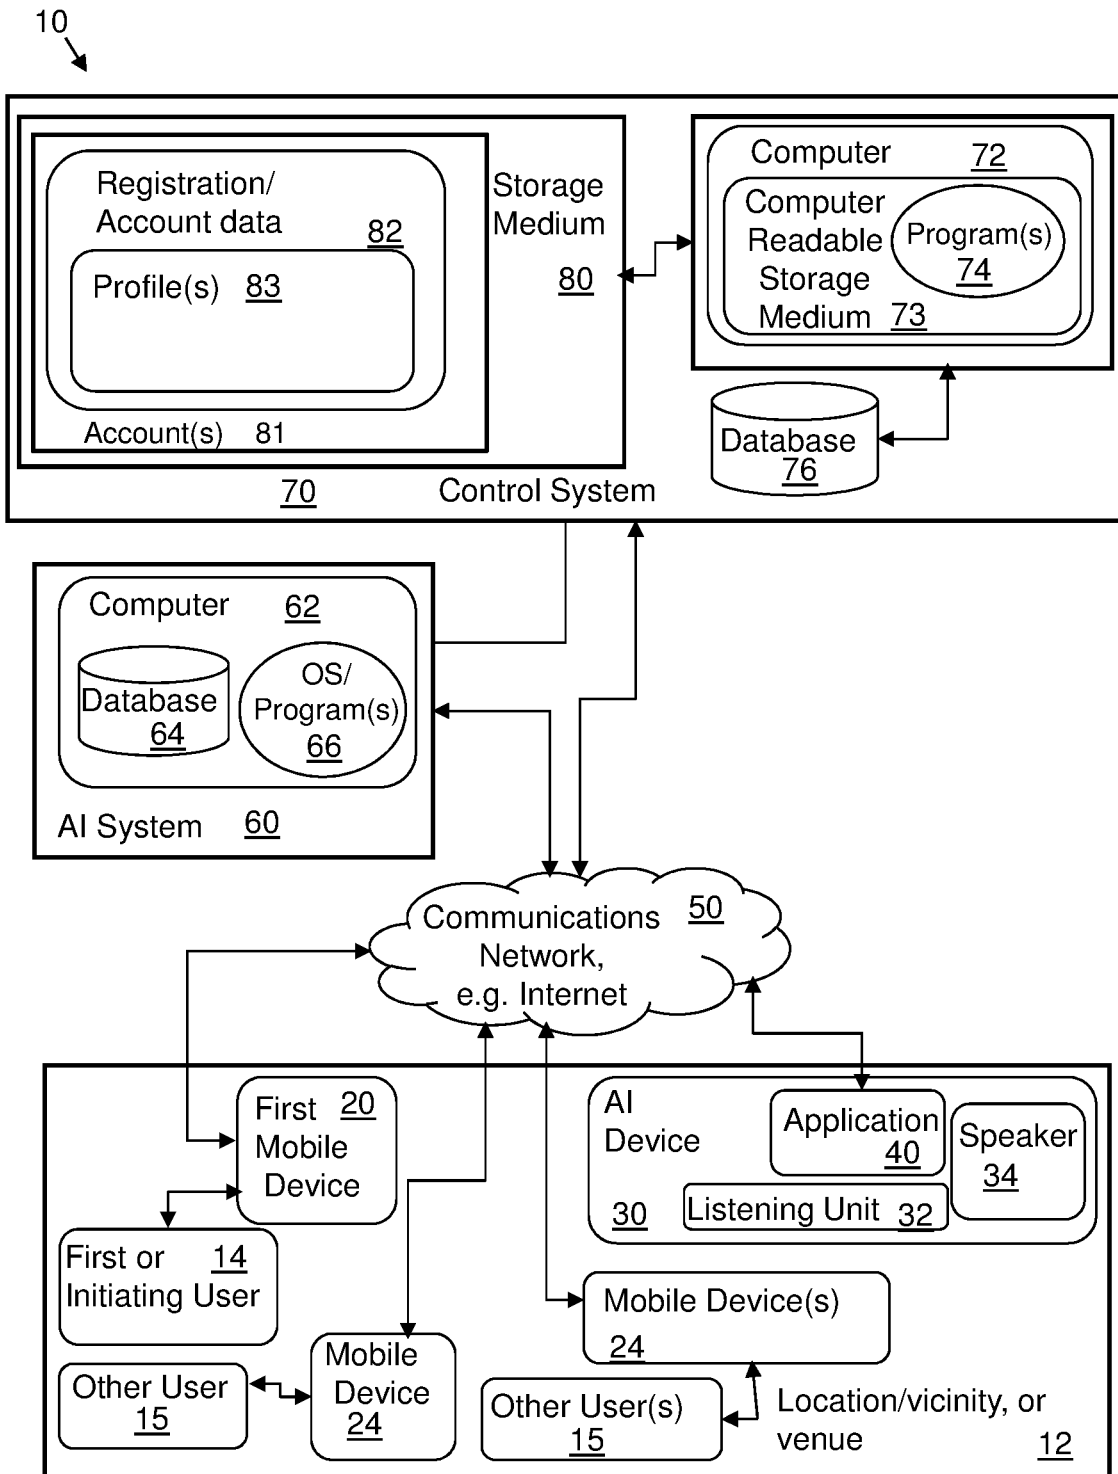 10
Registration/
Account data
82
Profile(s) 83
Account(s) 81
Storage
Medium
80
Computer 72
Computer
Readable
Storage
Medium 73
Program(s)
74
Database
76
70 Control System
Computer 62
Database
64
OS/
Program(s)
66
AI System 60
Communications 50
Network,
e.g. Internet
First 20
Mobile
Device
First or 14
Initiating User
Other User
15
Mobile
Device
24
AI
Device
30
Application
40
Speaker
34
Listening Unit 32
Mobile Device(s)
24
Other User(s)
15
Location/vicinity, or
venue 12